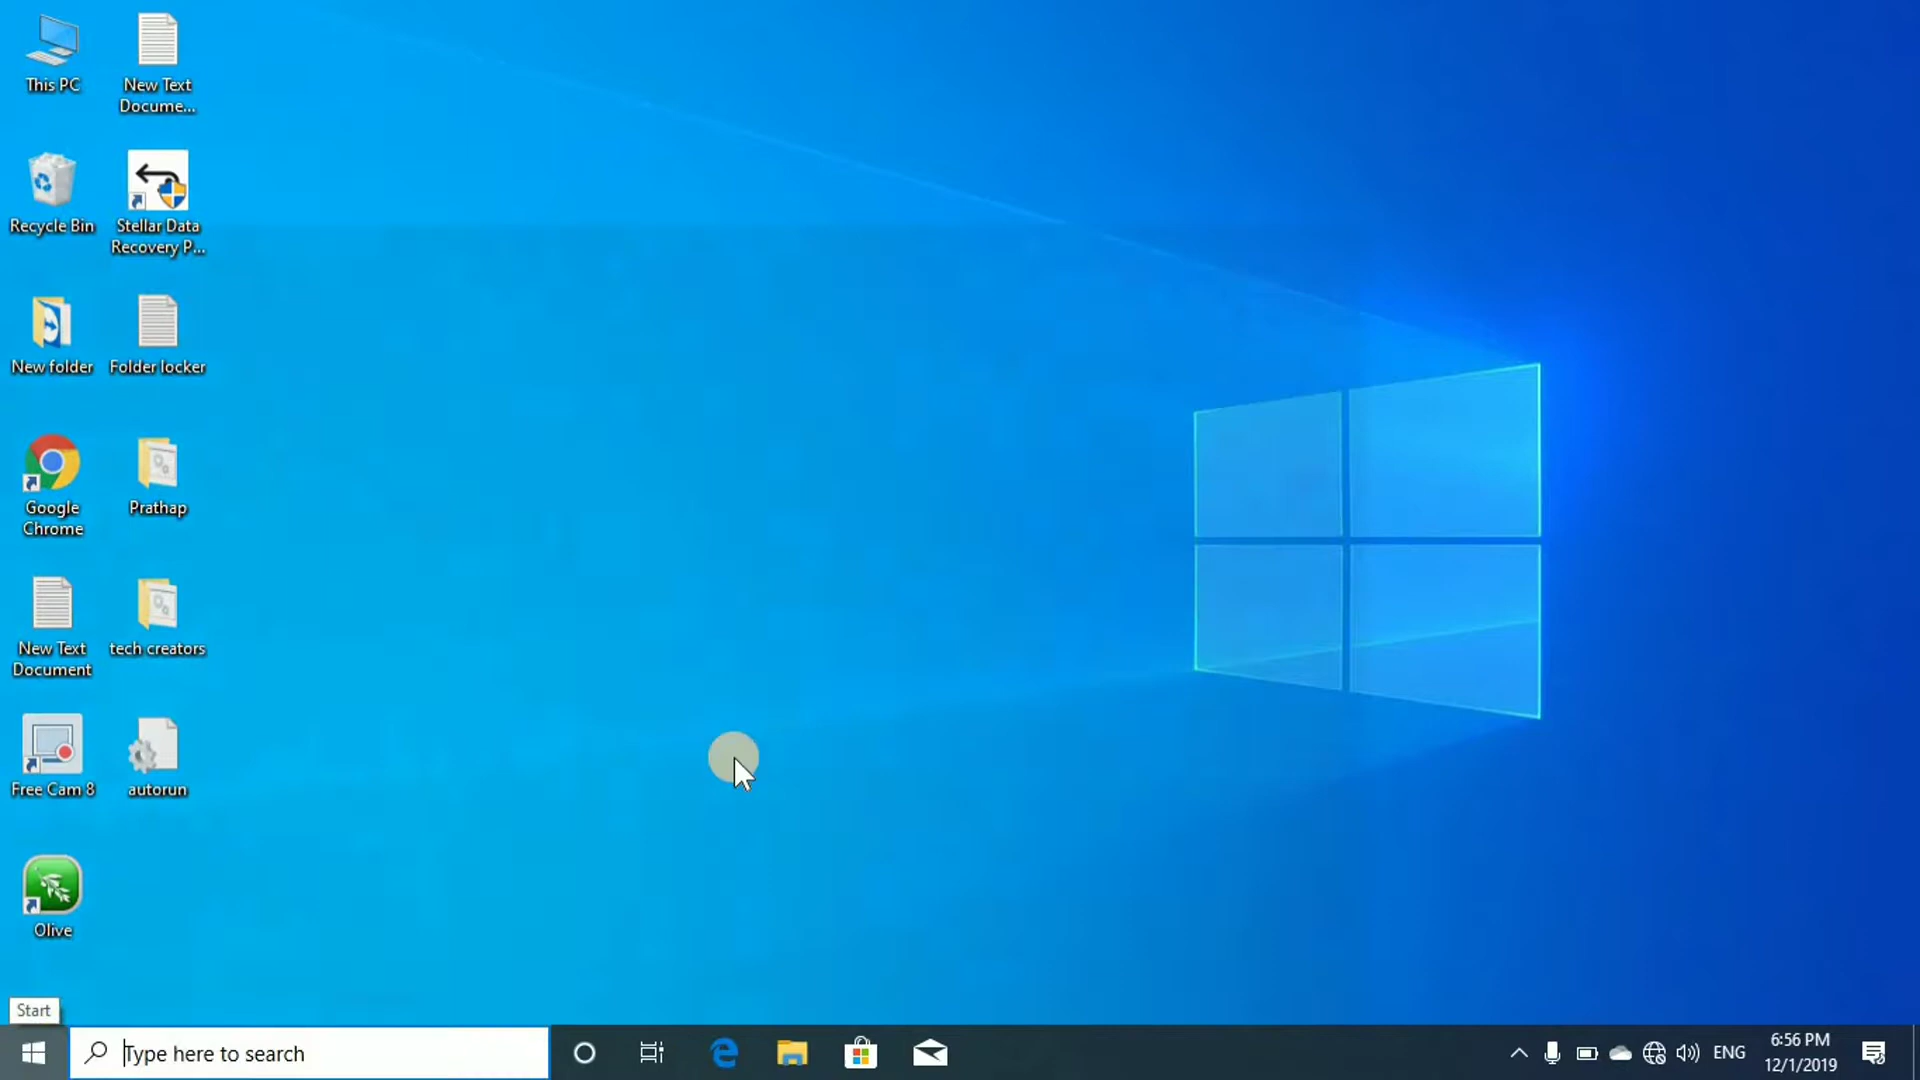 This PC
New Text
Docume...
Recycle Bin
Stellar Data
Recovery P...
New folder
Folder locker
Google
Chrome
Prathap
New Text
Document
tech creators
Free Cam 8
autorun
Olive
Start
Type here to search
ENG
6:56 PM
12/1/2019